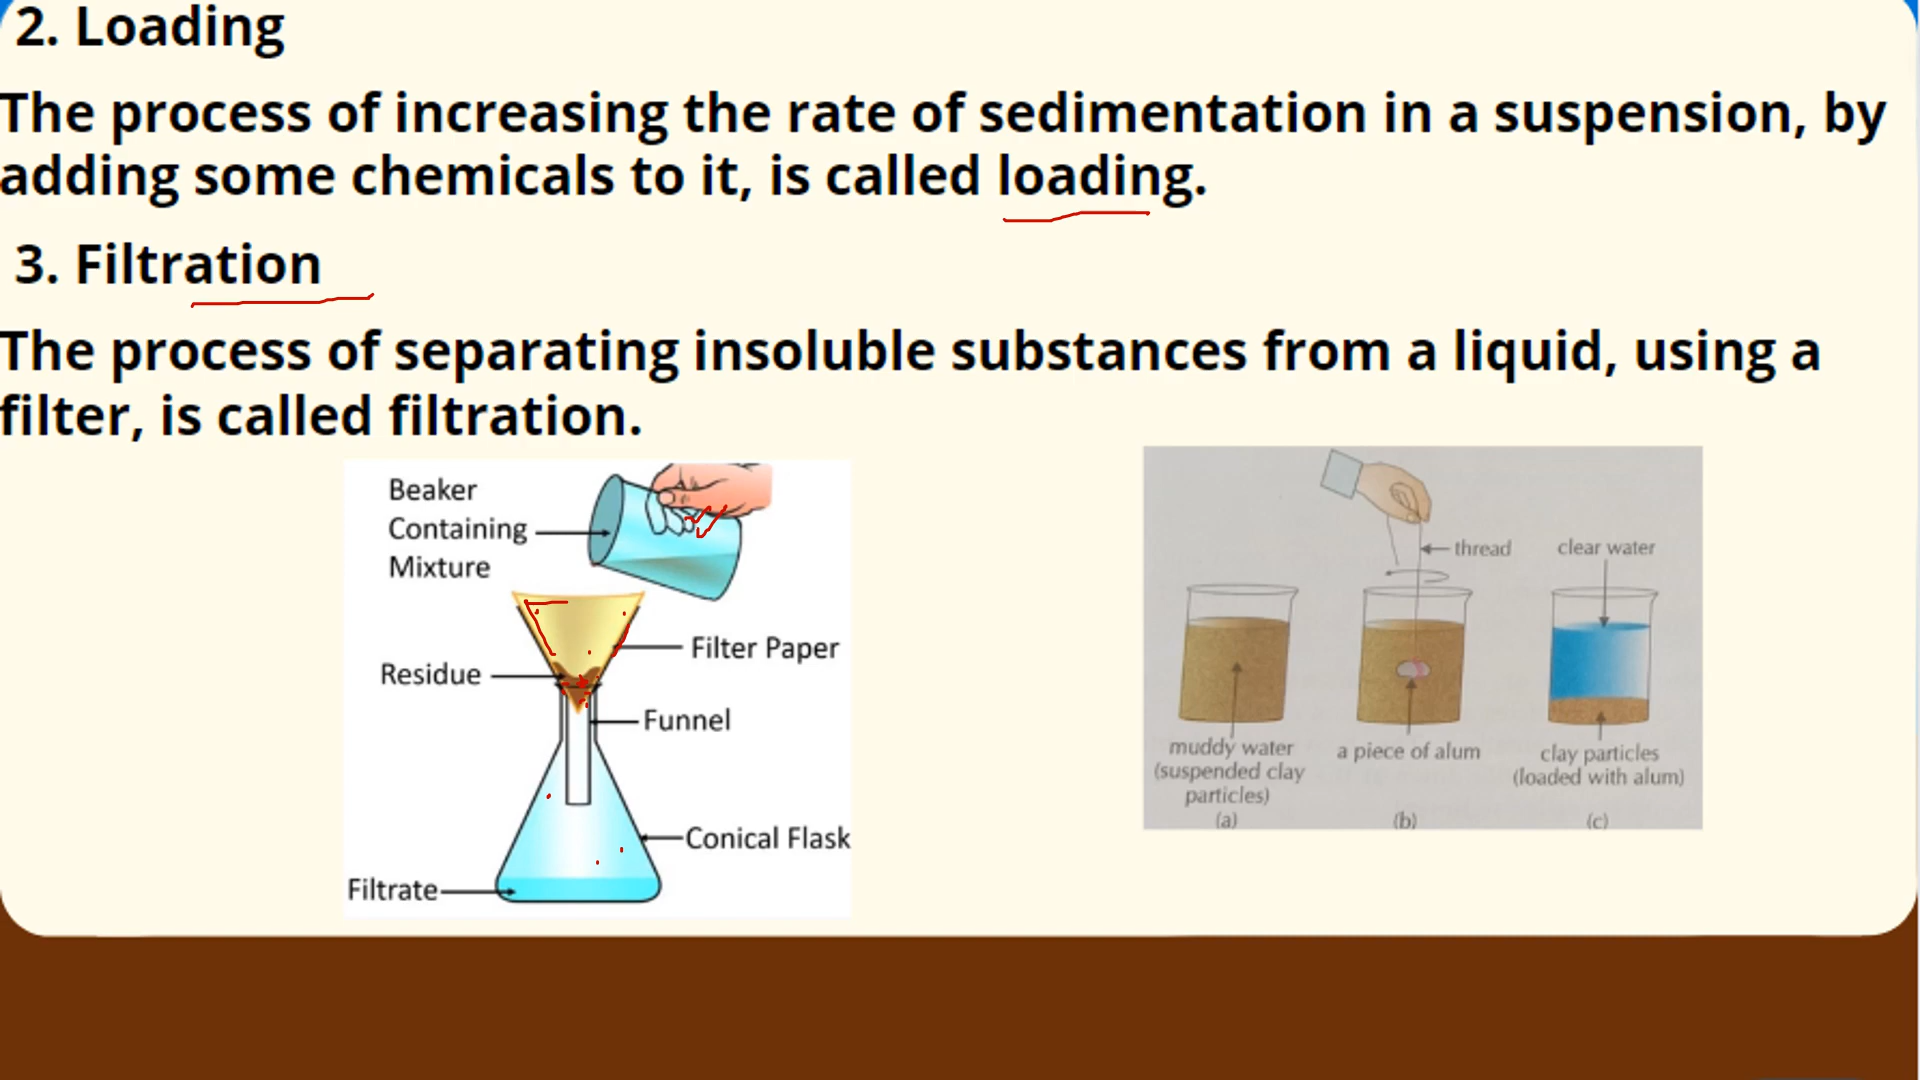 2. Loading
The process of increasing the rate of sedimentation in a suspension, by
adding some chemicals to it, is called loading.
3. Filtration
The process of separating insoluble substances from a liquid, using a
filter, is called filtration.
Beaker
Containing
Mixture
Filter Paper
Residue
Funnel
Conical Flask
Filtrate
thread
clear water
muddy water
(suspended clay
particles)
(a)
a piece of alum
(b)
clay particles
(loaded with alum)
(c)